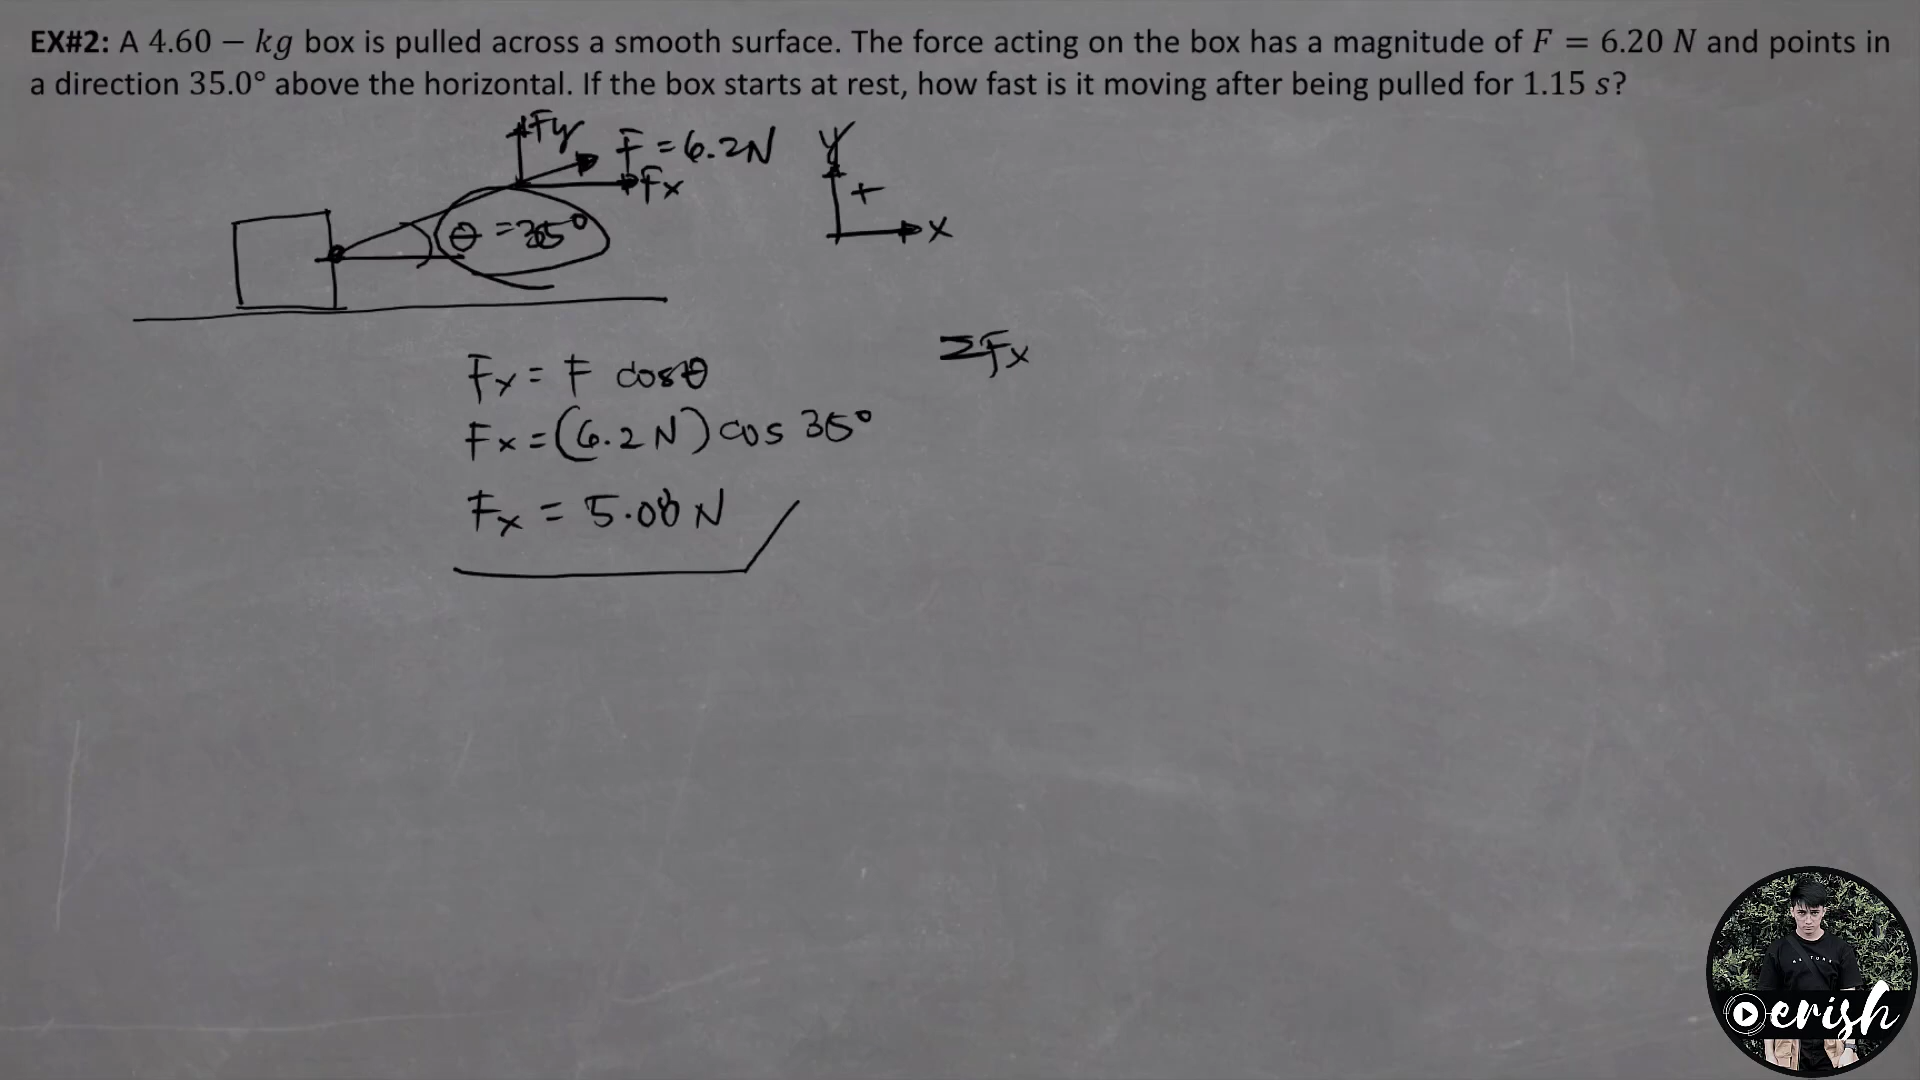 EX#2: A 4.60 − kg box is pulled across a smooth surface. The force acting on the box has a magnitude of F = 6.20 N and points in
a direction 35.0° above the horizontal. If the box starts at rest, how fast is it moving after being pulled for 1.15 s?
Fy
F = 6.2N
Fx
Y
+
X
θ = 35°
ΣFx
Fx = F cosθ
Fx = (6.2 N) cos 35°
Fx = 5.08 N
erish